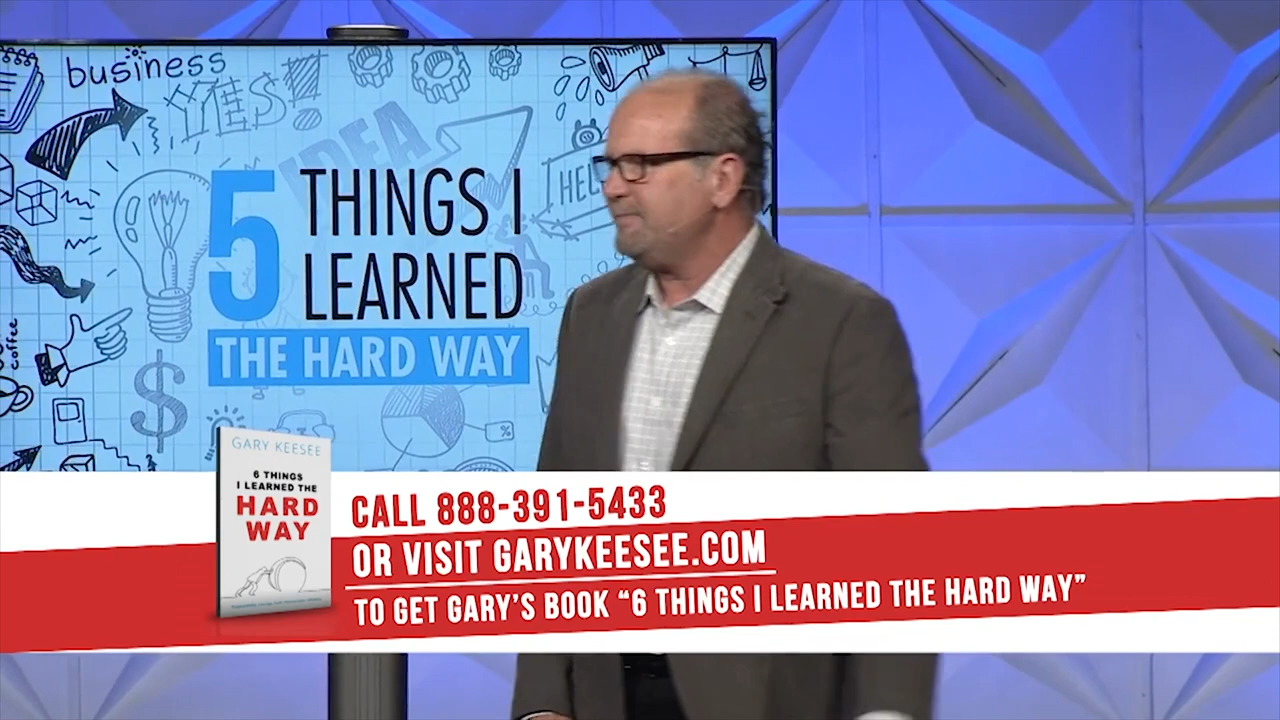 business
YES!
IDEA
HEL
5 THINGS I
LEARNED
THE HARD WAY
coffee
$
%
GARY KEESEE
6 THINGS
I LEARNED THE
HARD
WAY
CALL 888-391-5433
OR VISIT GARYKEESEE.COM
TO GET GARY'S BOOK “6 THINGS I LEARNED THE HARD WAY”